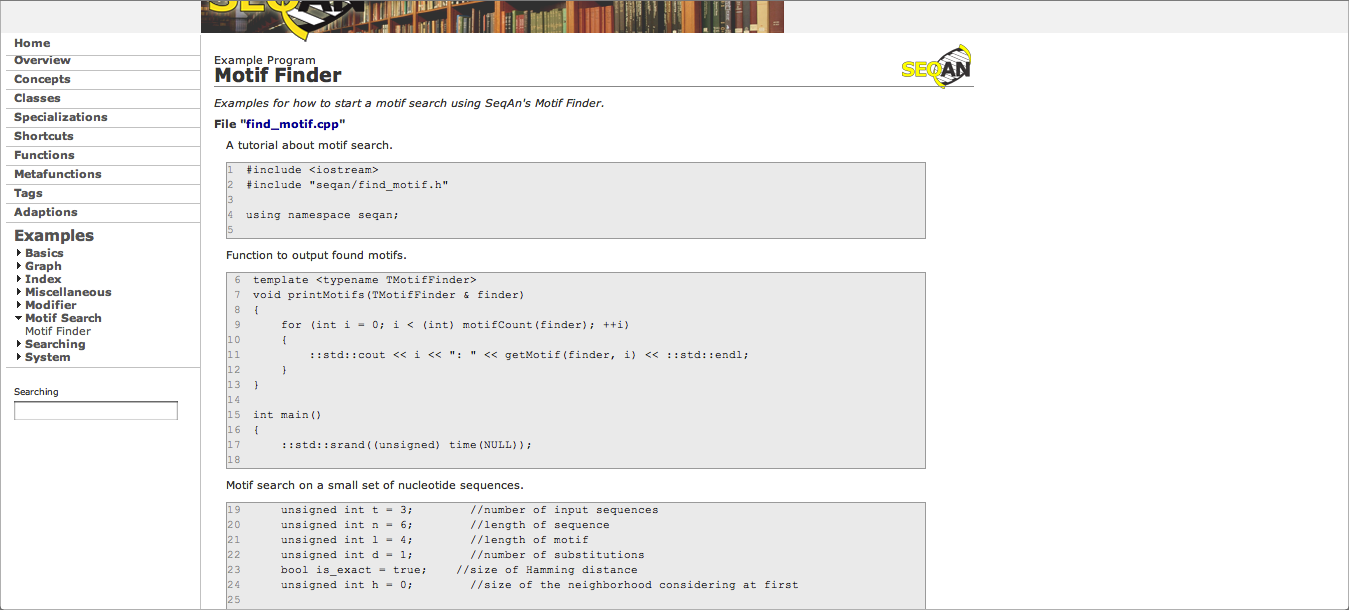 SEQAN
Home
Overview
Concepts
Classes
Specializations
Shortcuts
Functions
Metafunctions
Tags
Adaptions
Examples
Basics
Graph
Index
Miscellaneous
Modifier
Motif Search
Motif Finder
Searching
System
Searching
Example Program
Motif Finder
SEQAN
Examples for how to start a motif search using SeqAn's Motif Finder.
File "find_motif.cpp"
A tutorial about motif search.
1 #include <iostream>
2 #include "seqan/find_motif.h"
3
4 using namespace seqan;
5
Function to output found motifs.
6 template <typename TMotifFinder>
7 void printMotifs(TMotifFinder & finder)
8 {
9     for (int i = 0; i < (int) motifCount(finder); ++i)
10     {
11         ::std::cout << i << ": " << getMotif(finder, i) << ::std::endl;
12     }
13 }
14
15 int main()
16 {
17     ::std::srand((unsigned) time(NULL));
18
Motif search on a small set of nucleotide sequences.
19     unsigned int t = 3;        //number of input sequences
20     unsigned int n = 6;        //length of sequence
21     unsigned int l = 4;        //length of motif
22     unsigned int d = 1;        //number of substitutions
23     bool is_exact = true;    //size of Hamming distance
24     unsigned int h = 0;        //size of the neighborhood considering at first
25